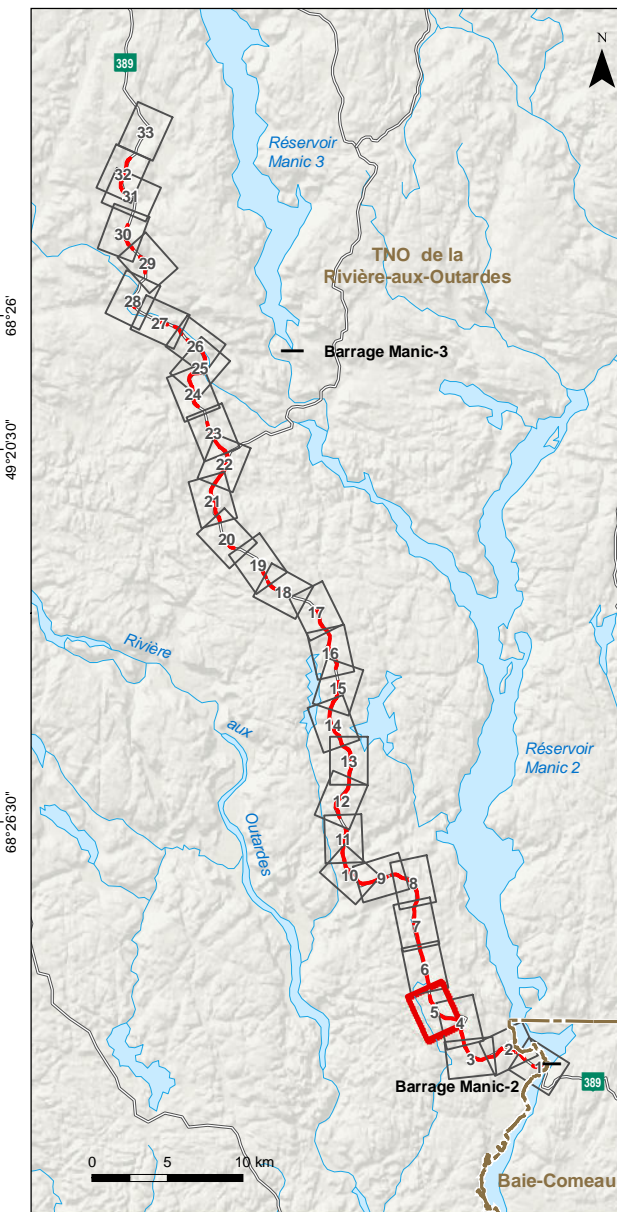 389
N
Réservoir
Manic 3
33
TNO de la
Rivière-aux-Outardes
32
31
30
29
28
68°26'
27
26
Barrage Manic-3
25
24
23
49°20'30"
22
21
20
19
18
17
Rivière
16
15
aux
14
Réservoir
Manic 2
13
12
Outardes
68°26'30"
11
10
9
8
7
6
5
4
3
2
1
Barrage Manic-2
389
0 5 10 km
Baie-Comeau